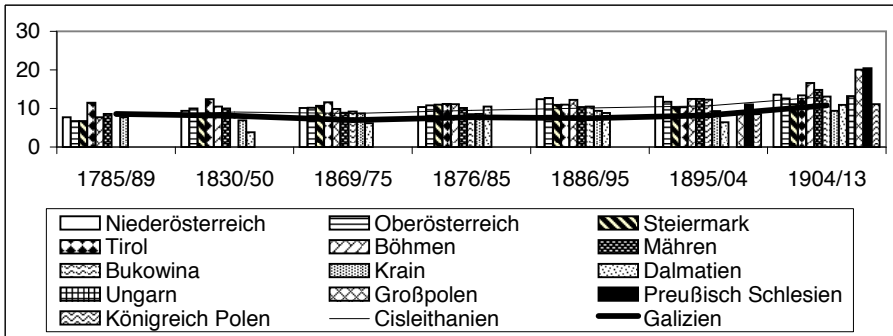 30
20
10
0
1785/89 1830/50 1869/75 1876/85 1886/95 1895/04 1904/13
Niederösterreich Oberösterreich Steiermark
Tirol Böhmen Mähren
Bukowina Krain Dalmatien
Ungarn Großpolen Preußisch Schlesien
Königreich Polen Cisleithanien Galizien